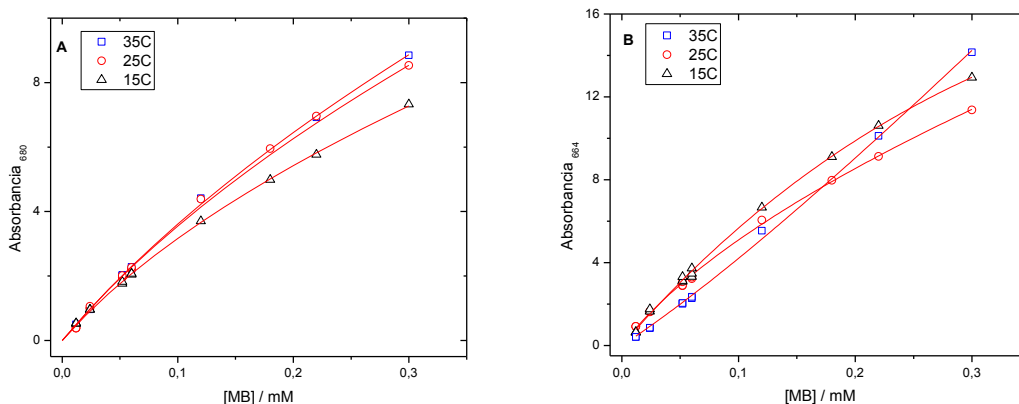 A
35C
25C
15C
8
4
0
Absorbancia 680
0,0 0,1 0,2 0,3
[MB] / mM
B
35C
25C
15C
16
12
8
4
0
Absorbancia 664
0,0 0,1 0,2 0,3
[MB] / mM